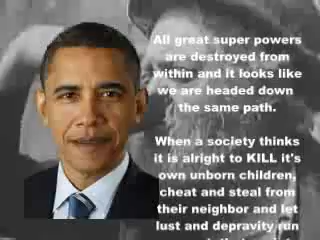 All great super powers
are destroyed from
within and it looks like
we are headed down
the same path.
When a society thinks
it is alright to KILL it's
own unborn children,
cheat and steal from
their neighbor and let
lust and depravity run